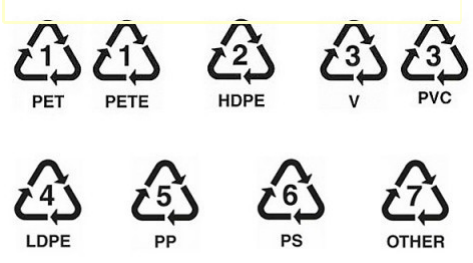 1 1 2 3 3
PET PETE HDPE V PVC
4 5 6 7
LDPE PP PS OTHER